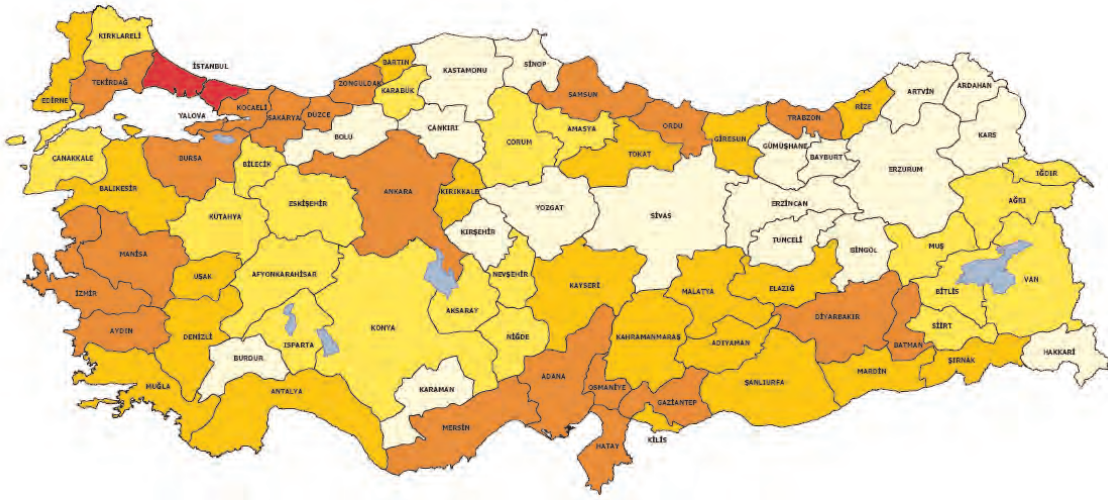 KIRKLARELİ
İSTANBUL
TEKİRDAĞ
EDİRNE
KOCAELİ
YALOVA
SAKARYA
DÜZCE
ZONGULDAK
BARTIN
KARABÜK
KASTAMONU
SİNOP
SAMSUN
ÇANKIRI
BOLU
ÇORUM
AMASYA
ORDU
TOKAT
GİRESUN
TRABZON
GÜMÜŞHANE
BAYBURT
RİZE
ARTVİN
ARDAHAN
KARS
ERZURUM
IĞDIR
AĞRI
ÇANAKKALE
BURSA
BİLECİK
BALIKESİR
KÜTAHYA
ESKİŞEHİR
ANKARA
KIRIKKALE
YOZGAT
KIRŞEHİR
SİVAS
ERZİNCAN
TUNCELİ
BİNGÖL
MUŞ
VAN
BİTLİS
MANİSA
İZMİR
UŞAK
AFYONKARAHİSAR
AYDIN
DENİZLİ
ISPARTA
BURDUR
KONYA
AKSARAY
NEVŞEHİR
NİĞDE
KAYSERİ
MALATYA
ELAZIĞ
DİYARBAKIR
BATMAN
SİİRT
ŞIRNAK
HAKKARİ
MUĞLA
ANTALYA
KARAMAN
MERSİN
ADANA
OSMANİYE
KAHRAMANMARAŞ
ADIYAMAN
GAZİANTEP
ŞANLIURFA
MARDİN
KİLİS
HATAY